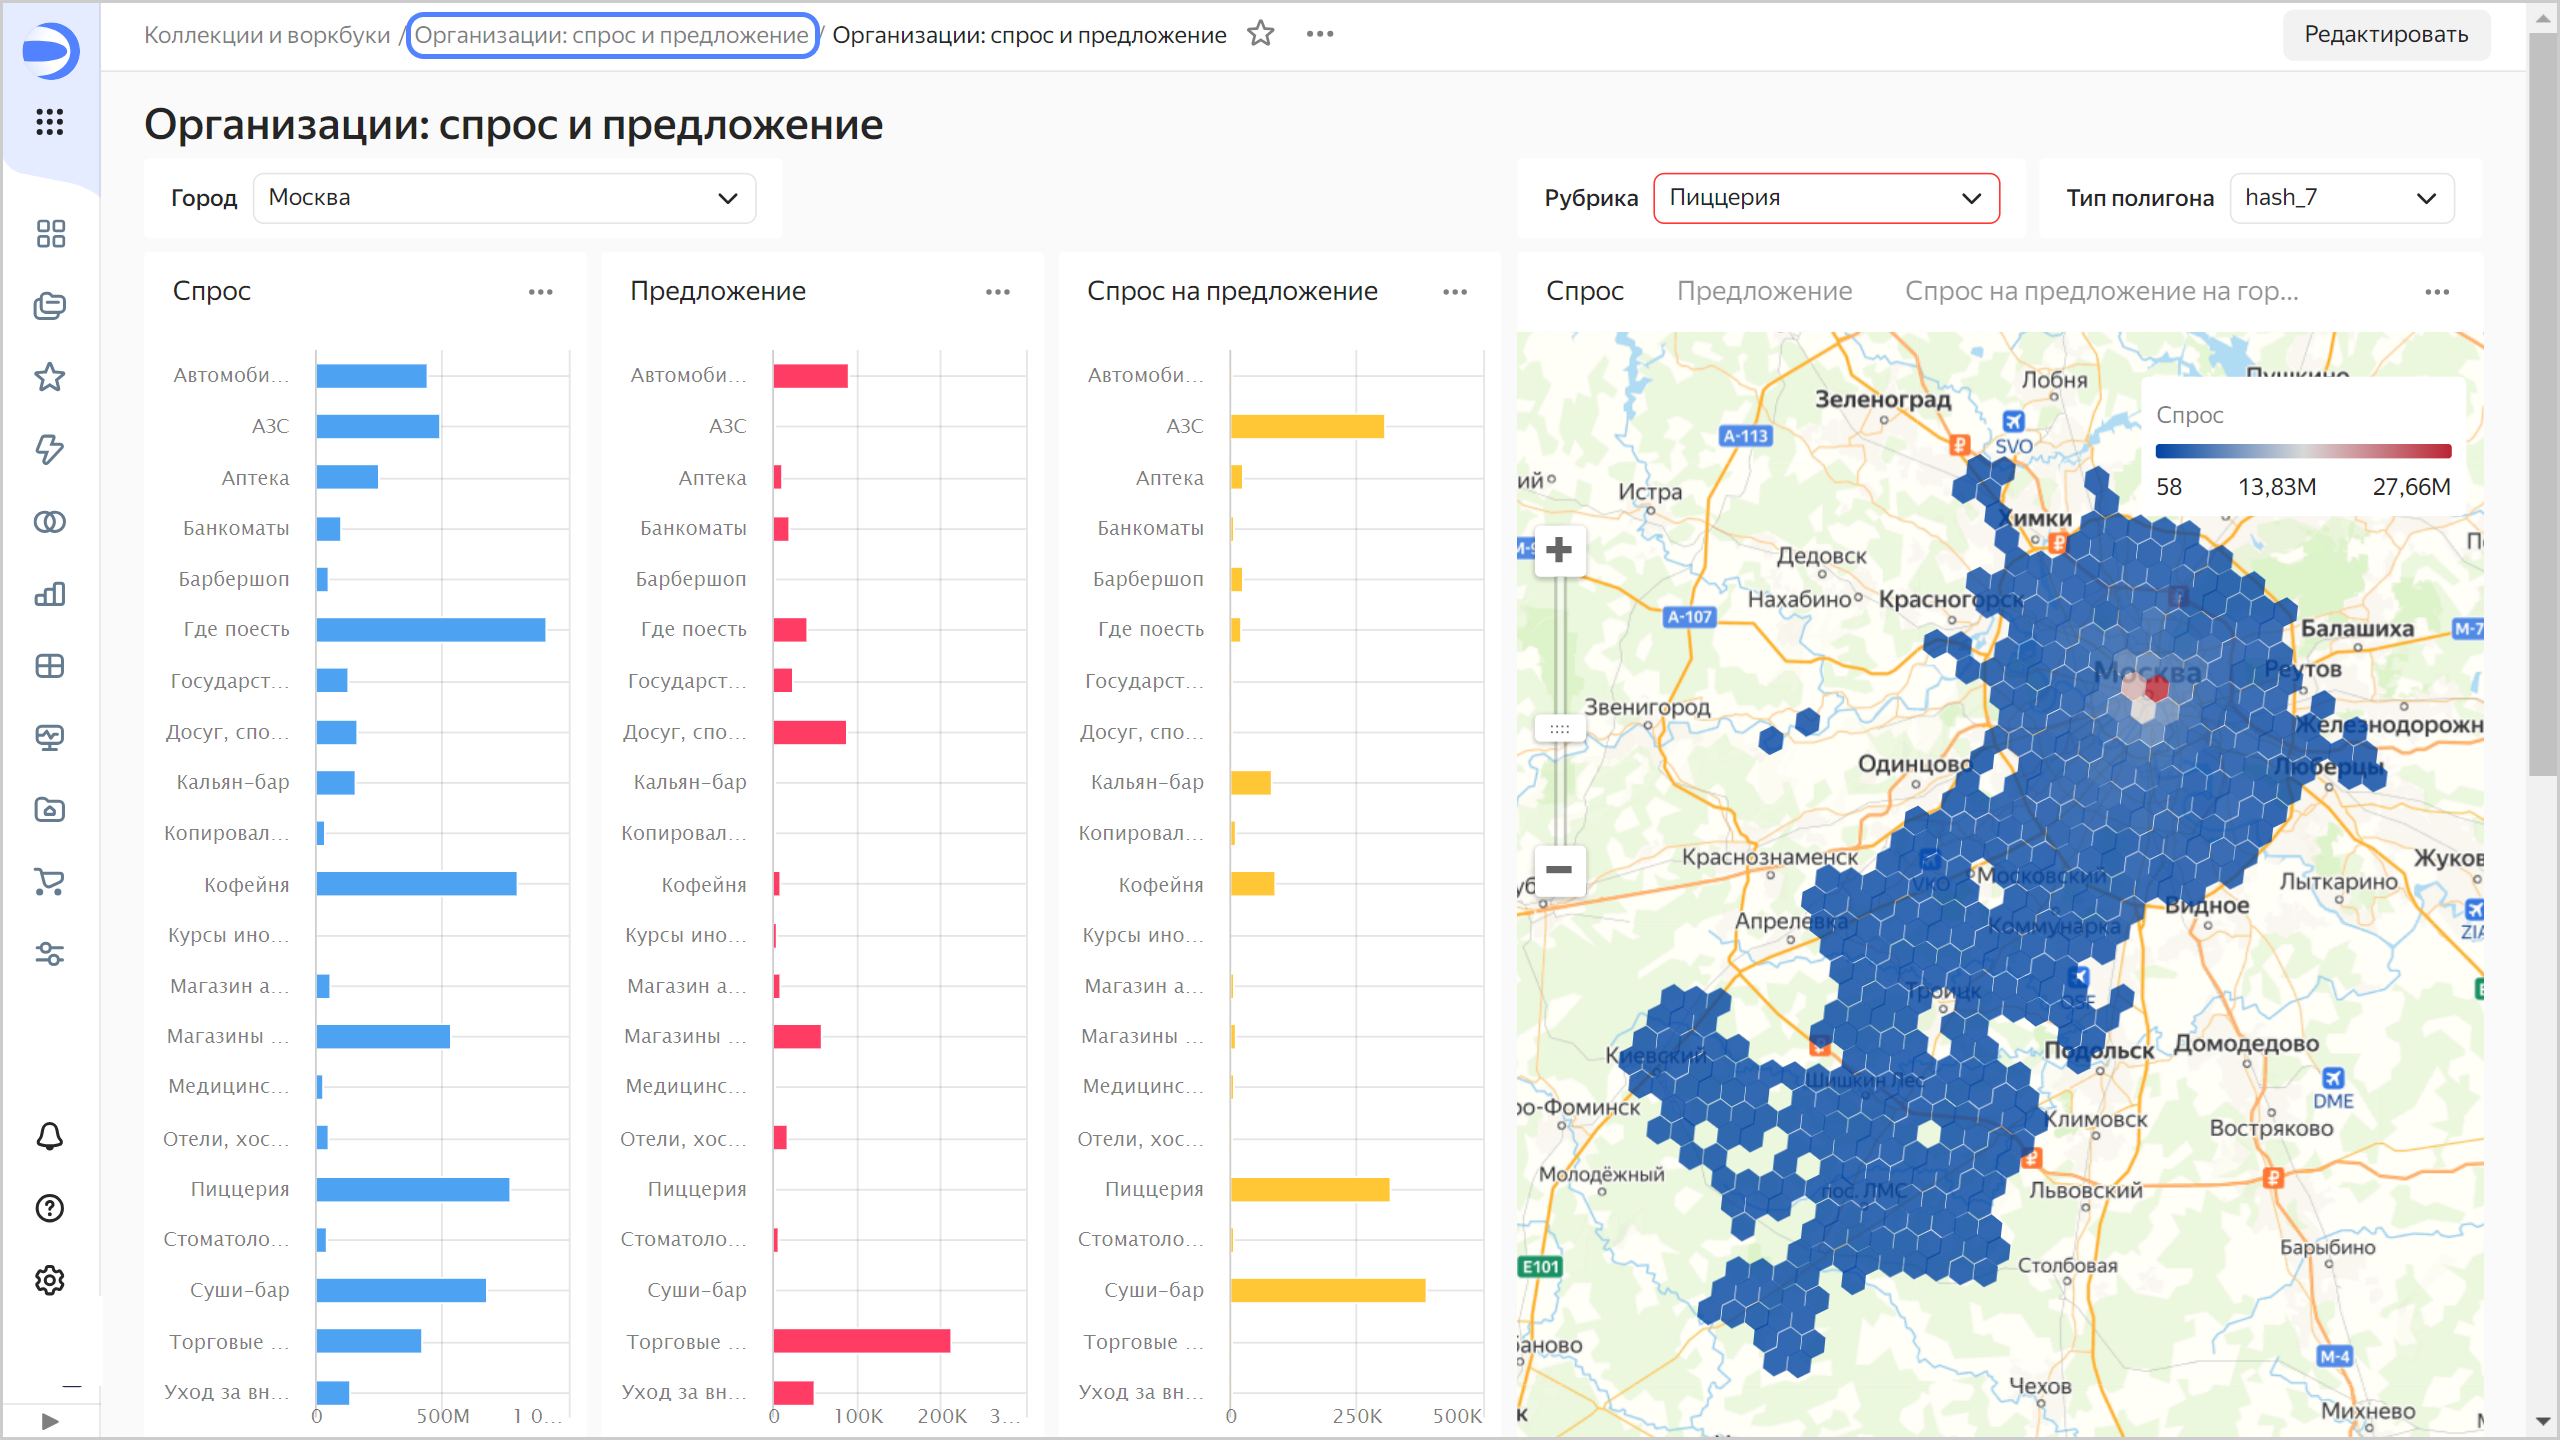 Коллекции и воркбуки / Организации: спрос и предложение / Организации: спрос и предложение
Редактировать
Организации: спрос и предложение
Город Москва
Рубрика Пиццерия
Тип полигона hash_7
Спрос
Автомоби...
АЗС
Аптека
Банкоматы
Барбершоп
Где поесть
Государст...
Досуг, спо...
Кальян-бар
Копировал...
Кофейня
Курсы ино...
Магазин а...
Магазины ...
Медицинс...
Отели, хос...
Пиццерия
Стоматоло...
Суши-бар
Торговые ...
Уход за вн...
0 500M 1 0...
Предложение
Автомоби...
АЗС
Аптека
Банкоматы
Барбершоп
Где поесть
Государст...
Досуг, спо...
Кальян-бар
Копировал...
Кофейня
Курсы ино...
Магазин а...
Магазины ...
Медицинс...
Отели, хос...
Пиццерия
Стоматоло...
Суши-бар
Торговые ...
Уход за вн...
0 100K 200K 3...
Спрос на предложение
Автомоби...
АЗС
Аптека
Банкоматы
Барбершоп
Где поесть
Государст...
Досуг, спо...
Кальян-бар
Копировал...
Кофейня
Курсы ино...
Магазин а...
Магазины ...
Медицинс...
Отели, хос...
Пиццерия
Стоматоло...
Суши-бар
Торговые ...
Уход за вн...
0 250K 500K
Спрос Предложение Спрос на предложение на гор...
Спрос
58 13,83M 27,66M
Пушкино
Лобня
Зеленоград
A-113
SVO
ий
Истра
Химки
Дедовск
Нахабино
Красногорск
A-107
Балашиха
M-7
Москва
Реутов
Звенигород
Железнодорожн
Одинцово
Люберцы
Краснознаменск
VKO
Московский
Жуков
Лыткарино
Видное
Апрелевка
Коммунарка
ZIA
Троицк
OSF
Киевский
Подольск
Домодедово
Шишкин Лес
DME
ро-Фоминск
Климовск
Востряково
Молодёжный
пос. ЛМС
Львовский
Барыбино
E101
Столбовая
баново
M-4
Чехов
Михнево